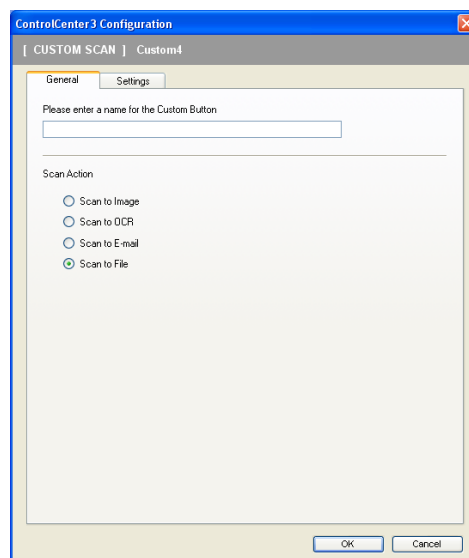 ControlCenter3 Configuration
[ CUSTOM SCAN ] Custom4
General Settings
Please enter a name for the Custom Button
Scan Action
Scan to Image
Scan to OCR
Scan to E-mail
Scan to File
OK Cancel